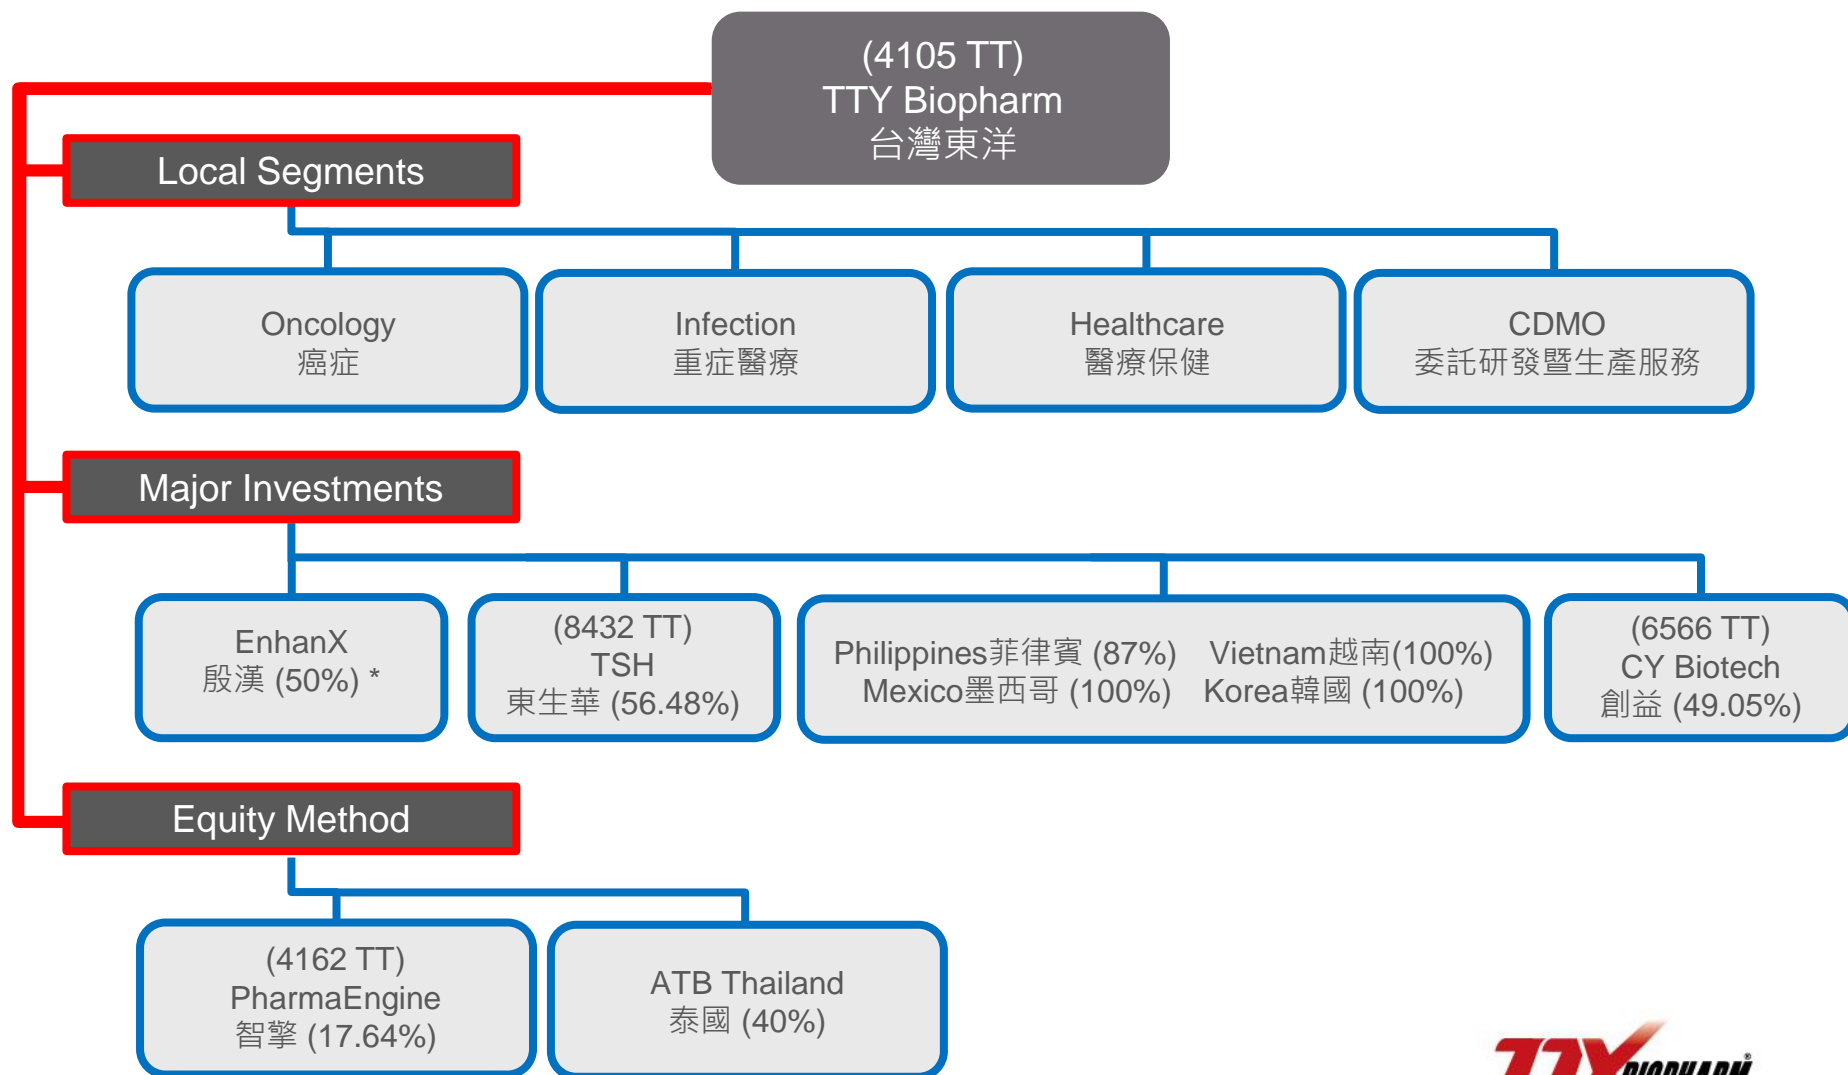 (4105 TT)
TTY Biopharm
台灣東洋
Local Segments
Oncology
癌症
Infection
重症醫療
Healthcare
醫療保健
CDMO
委託研發暨生產服務
Major Investments
EnhanX
殷漢 (50%) *
(8432 TT)
TSH
東生華 (56.48%)
Philippines菲律賓 (87%) Vietnam越南(100%)
Mexico墨西哥 (100%) Korea韓國 (100%)
(6566 TT)
CY Biotech
創益 (49.05%)
Equity Method
(4162 TT)
PharmaEngine
智擎 (17.64%)
ATB Thailand
泰國 (40%)
TTY BIOPHARM®